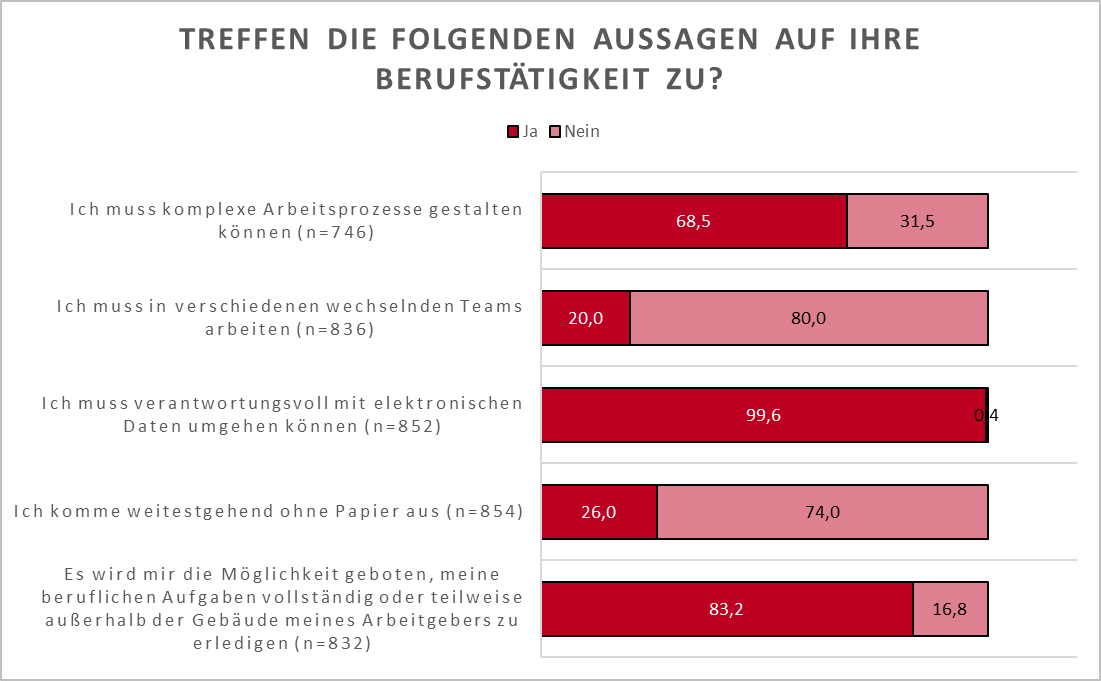 TREFFEN DIE FOLGENDEN AUSSAGEN AUF IHRE
BERUFSTÄTIGKEIT ZU?
Ja Nein
Ich muss komplexe Arbeitsprozesse gestalten
können (n=746)
68,5 31,5
Ich muss in verschiedenen wechselnden Teams
arbeiten (n=836)
20,0 80,0
Ich muss verantwortungsvoll mit elektronischen
Daten umgehen können (n=852)
99,6 0,4
Ich komme weitestgehend ohne Papier aus (n=854)
26,0 74,0
Es wird mir die Möglichkeit geboten, meine
beruflichen Aufgaben vollständig oder teilweise
außerhalb der Gebäude meines Arbeitgebers zu
erledigen (n=832)
83,2 16,8